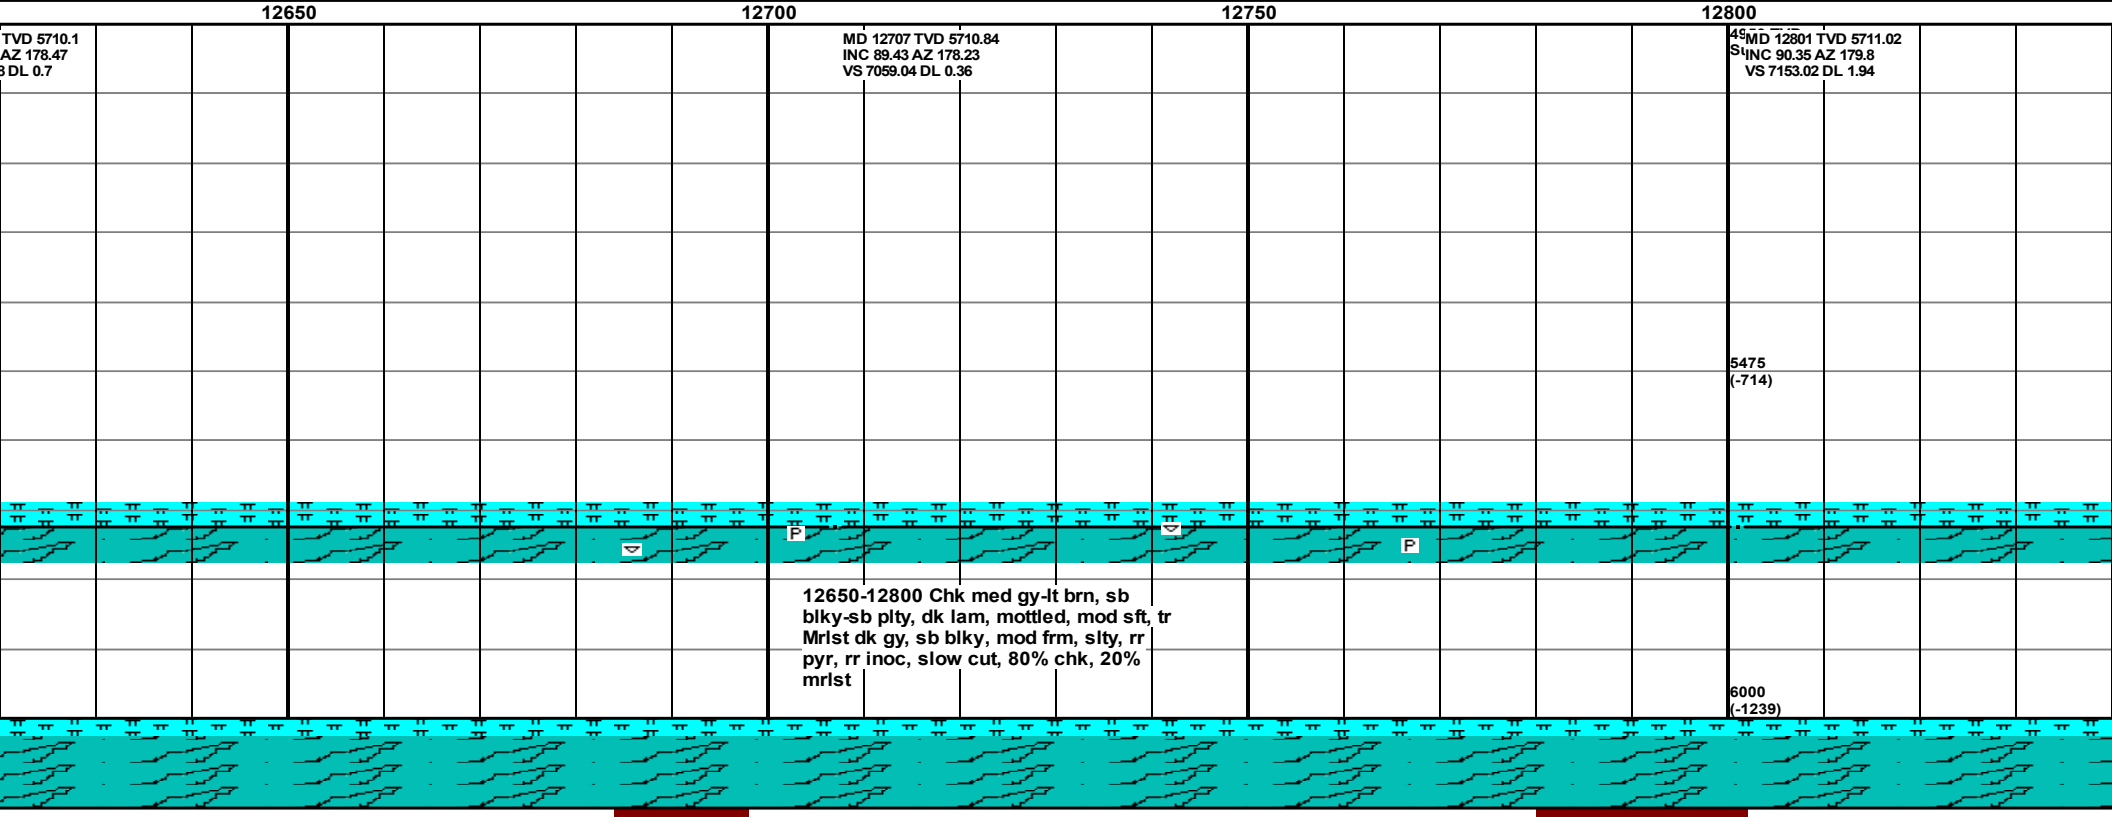 12650 12700 12750 12800
TVD 5710.1
AZ 178.47
DL 0.7
MD 12707 TVD 5710.84
INC 89.43 AZ 178.23
VS 7059.04 DL 0.36
MD 12801 TVD 5711.02
INC 90.35 AZ 179.8
VS 7153.02 DL 1.94
5475
(-714)
P
P
12650-12800 Chk med gy-lt brn, sb
blky-sb plty, dk lam, mottled, mod sft, tr
Mrlst dk gy, sb blky, mod frm, slty, rr
pyr, rr inoc, slow cut, 80% chk, 20%
mrlst
6000
(-1239)